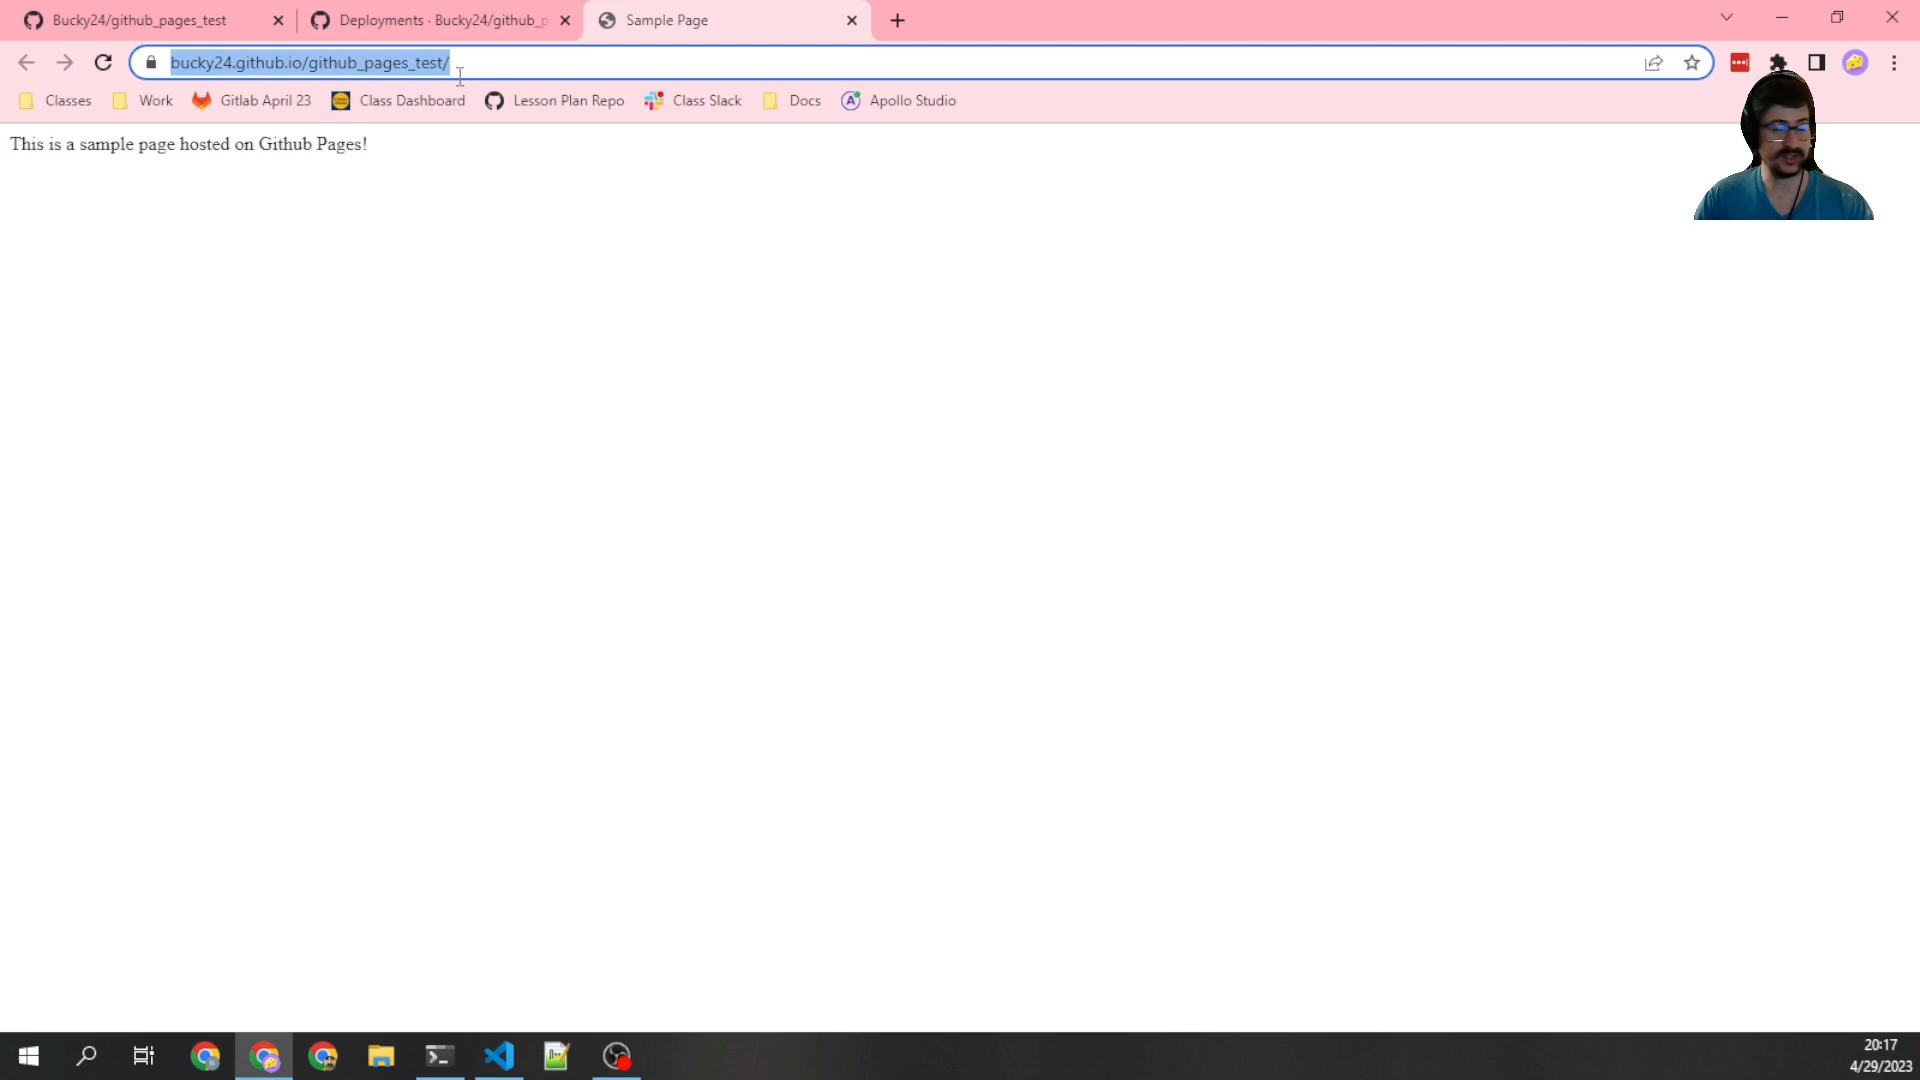 Bucky24/github_pages_test
Deployments · Bucky24/github_p
Sample Page
bucky24.github.io/github_pages_test/
Classes
Work
Gitlab April 23
Class Dashboard
Lesson Plan Repo
Class Slack
Docs
Apollo Studio
This is a sample page hosted on Github Pages!
20:17
4/29/2023